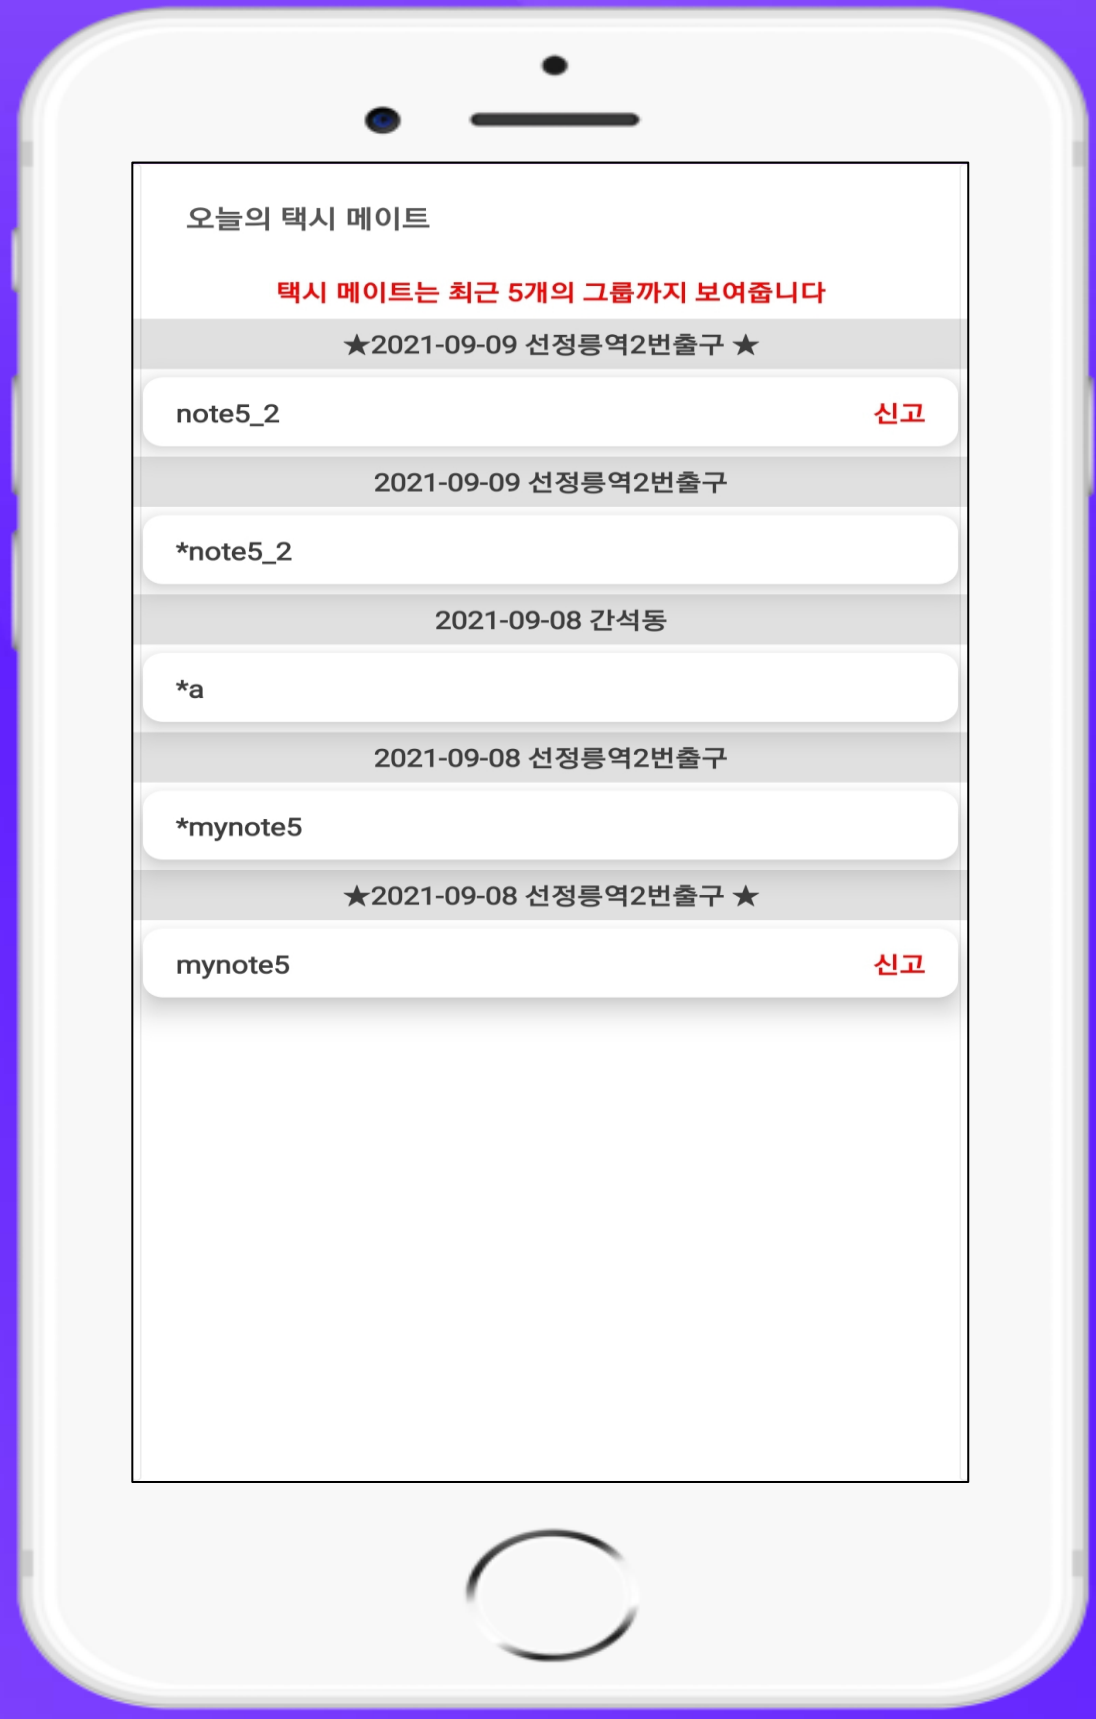 오늘의 택시 메이트
택시 메이트는 최근 5개의 그룹까지 보여줍니다
★2021-09-09 선정릉역2번출구 ★
note5_2 신고
2021-09-09 선정릉역2번출구
*note5_2
2021-09-08 간석동
*a
2021-09-08 선정릉역2번출구
*mynote5
★2021-09-08 선정릉역2번출구 ★
mynote5 신고